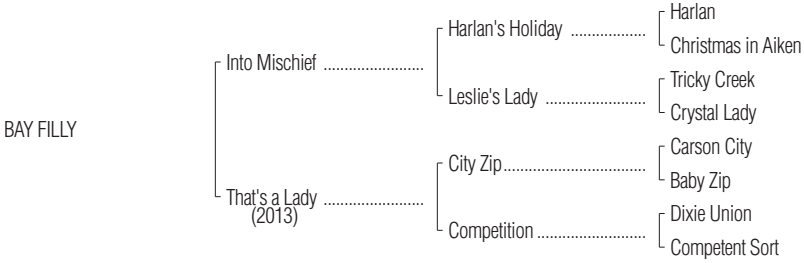 Harlan
Harlan's Holiday ....................
Christmas in Aiken
Into Mischief ..........................
Tricky Creek
Leslie's Lady ..........................
Crystal Lady
BAY FILLY
Carson City
City Zip.....................................
Baby Zip
That's a Lady ..........................
(2013)
Dixie Union
Competition ............................
Competent Sort